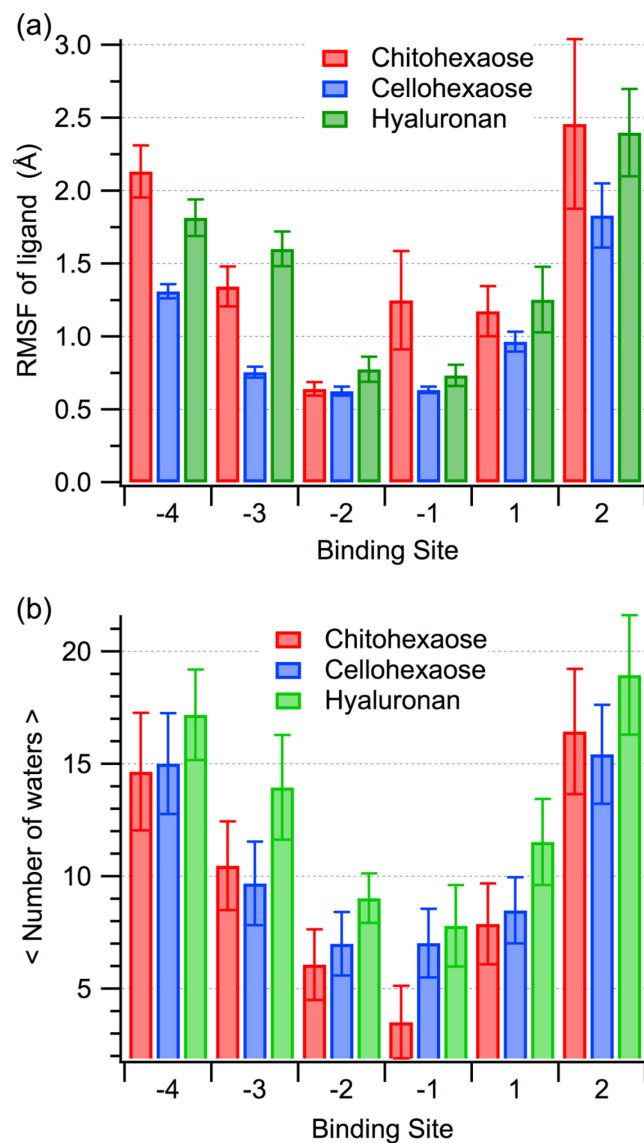 (a)
3.0
2.5
2.0
1.5
1.0
0.5
0.0
RMSF of ligand (Å)
Chitohexaose
Cellohexaose
Hyaluronan
-4 -3 -2 -1 1 2
Binding Site
(b)
20
15
10
5
< Number of waters >
Chitohexaose
Cellohexaose
Hyaluronan
-4 -3 -2 -1 1 2
Binding Site